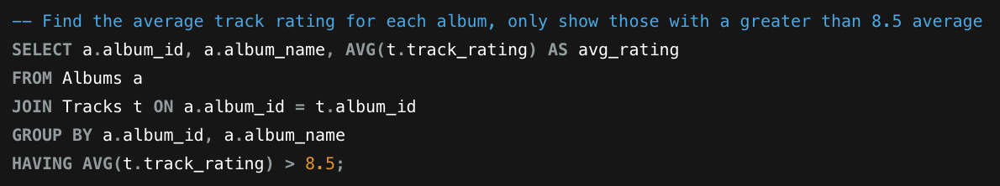 -- Find the average track rating for each album, only show those with a greater than 8.5 average
SELECT a.album_id, a.album_name, AVG(t.track_rating) AS avg_rating
FROM Albums a
JOIN Tracks t ON a.album_id = t.album_id
GROUP BY a.album_id, a.album_name
HAVING AVG(t.track_rating) > 8.5;